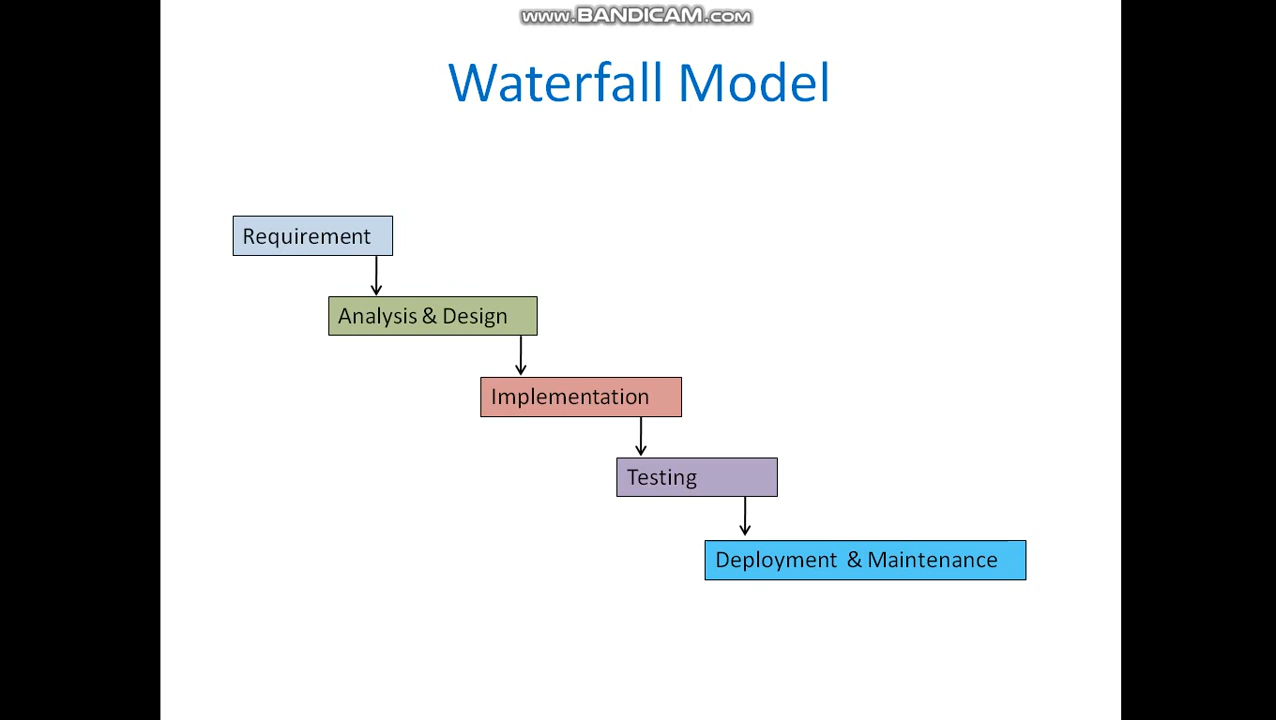 www.BANDICAM.com
Waterfall Model
Requirement
Analysis & Design
Implementation
Testing
Deployment & Maintenance